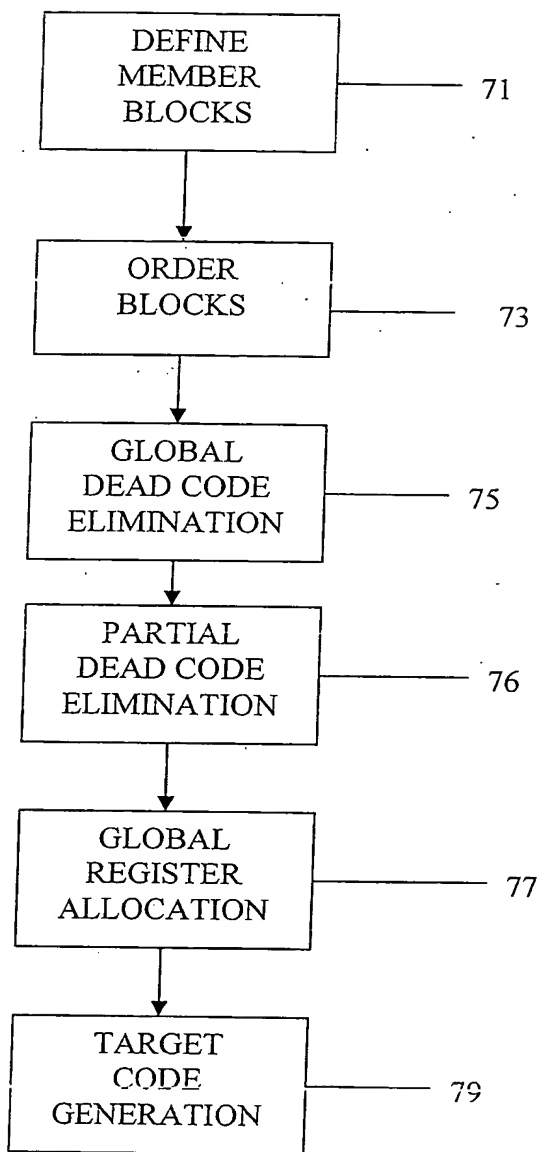 DEFINE
MEMBER
BLOCKS
71
ORDER
BLOCKS
73
GLOBAL
DEAD CODE
ELIMINATION
75
PARTIAL
DEAD CODE
ELIMINATION
76
GLOBAL
REGISTER
ALLOCATION
77
TARGET
CODE
GENERATION
79